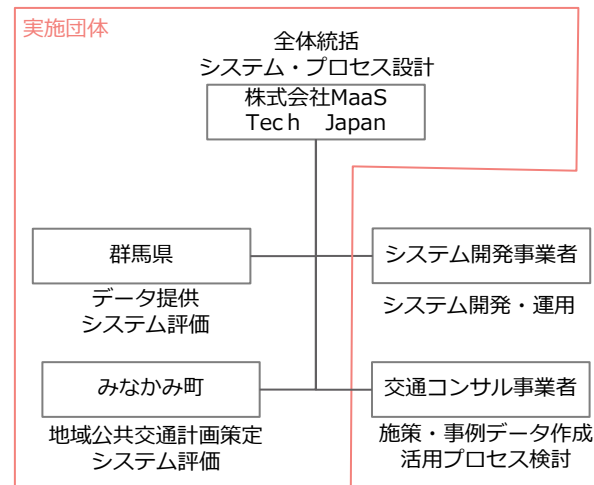 実施団体
全体統括
システム・プロセス設計
株式会社MaaS
Tech Japan
群馬県
データ提供
システム評価
システム開発事業者
システム開発・運用
みなかみ町
地域公共交通計画策定
システム評価
交通コンサル事業者
施策・事例データ作成
活用プロセス検討